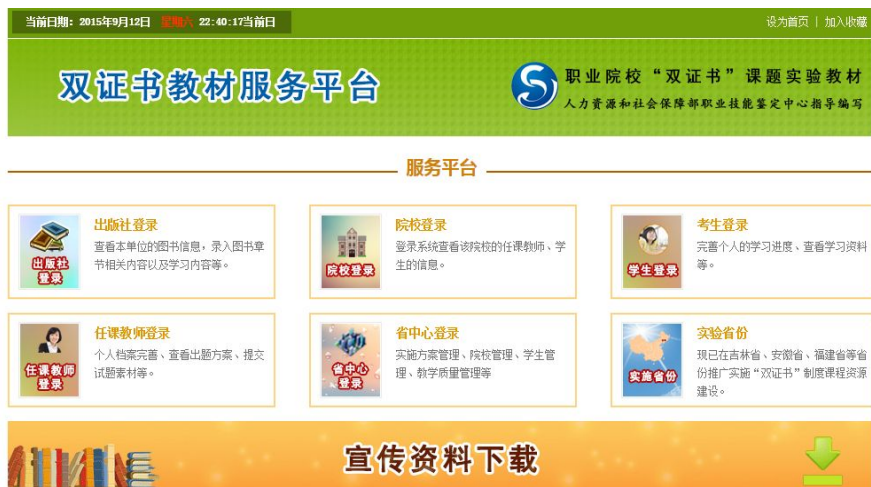 当前日期：2015年9月12日 星期六 22:40:17当前日
设为首页 | 加入收藏
双证书教材服务平台
职业院校“双证书”课题实验教材
人力资源和社会保障部职业技能鉴定中心指导编写
服务平台
出版社登录
出版社登录
查看本单位的图书信息，录入图书章
节相关内容以及学习内容等。
院校登录
院校登录
登录系统查看该院校的任课教师、学
生的信息。
学生登录
考生登录
完善个人的学习进度、查看学习资料
等。
任课教师登录
任课教师登录
个人档案完善、查看出题方案、提交
试题素材等。
省中心登录
省中心登录
实施方案管理、院校管理、学生管
理、教学质量管理等
实施省份
实验省份
现已在吉林省、安徽省、福建省等省
份推广实施“双证书”制度课程资源
建设。
宣传资料下载